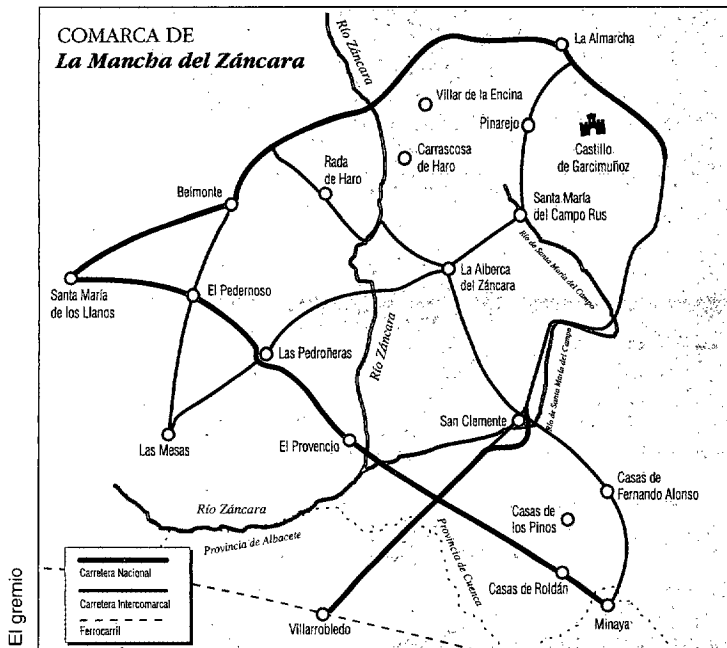 COMARCA DE
La Mancha del Záncara
Río Záncara
La Almarcha
Villar de la Encina
Pinarejo
Castillo
de Garcimuñoz
Carrascosa
de Haro
Rada
de Haro
Belmonte
Santa María
del Campo Rus
Río de Santa María del Campo
La Alberca
del Záncara
Santa María
de los Llanos
El Pedernoso
Las Pedroñeras
Río Záncara
Río de Santa María del Campo
San Clemente
Las Mesas
El Provencio
Casas de
Fernando Alonso
Casas de
los Pinos
Río Záncara
Provincia de Albacete
Provincia de Cuenca
Casas de Roldán
Minaya
Villarrobledo
Carretera Nacional
Carretera Intercomarcal
Ferrocarril
El gremio